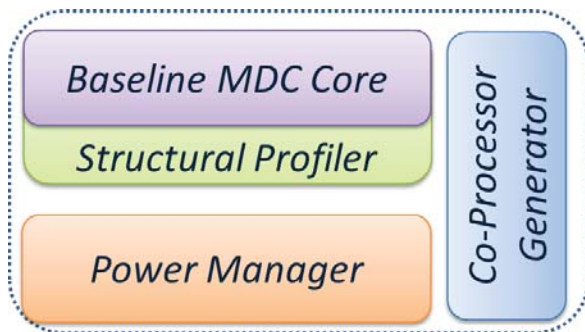 Baseline MDC Core
Structural Profiler
Power Manager
Co-Processor
Generator